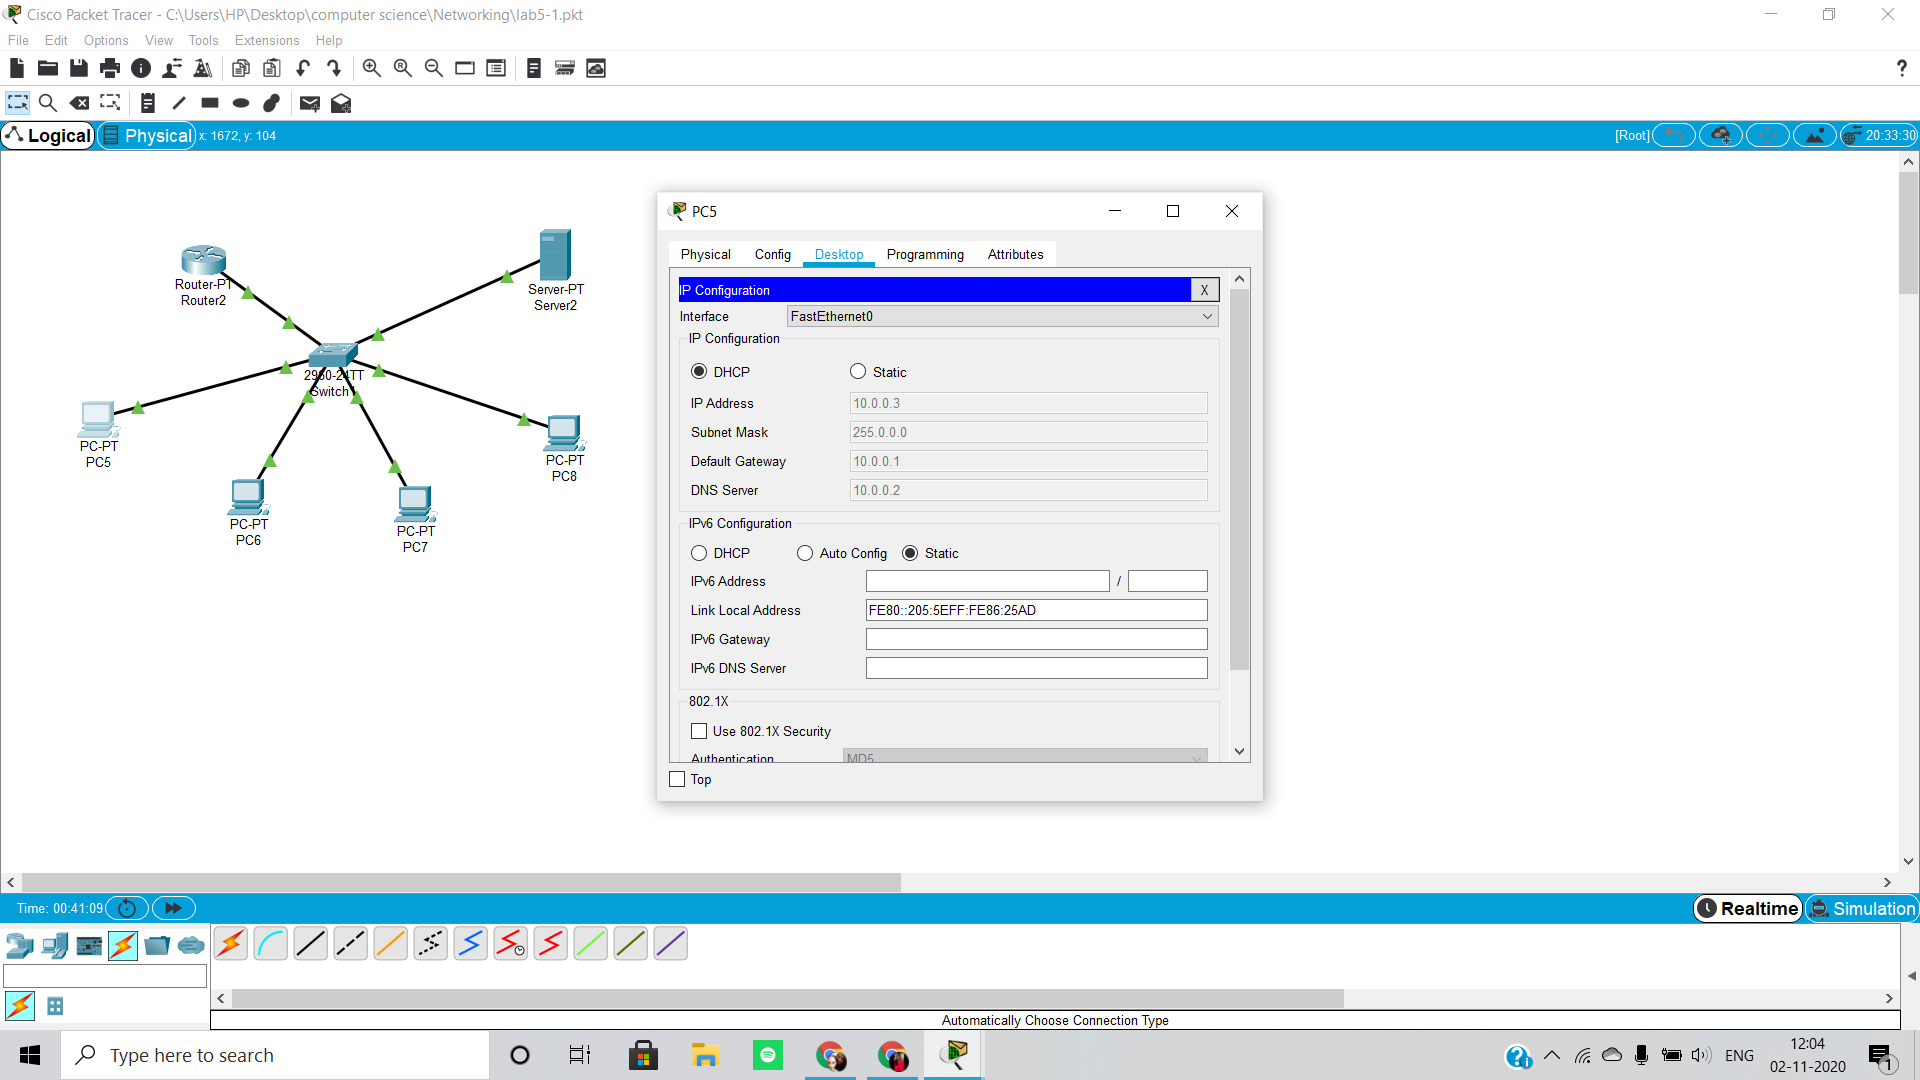 Cisco Packet Tracer - C:\Users\HP\Desktop\computer science\Networking\lab5-1.pkt
File Edit Options View Tools Extensions Help
?
Logical Physical x: 1672, y: 104 [Root] 20:33:30
Router-PT
Router2
Server-PT
Server2
2960-24TT
Switch1
PC-PT
PC5
PC-PT
PC6
PC-PT
PC7
PC-PT
PC8
PC5
Physical Config Desktop Programming Attributes
IP Configuration X
Interface FastEthernet0
IP Configuration
DHCP Static
IP Address 10.0.0.3
Subnet Mask 255.0.0.0
Default Gateway 10.0.0.1
DNS Server 10.0.0.2
IPv6 Configuration
DHCP Auto Config Static
IPv6 Address /
Link Local Address FE80::205:5EFF:FE86:25AD
IPv6 Gateway
IPv6 DNS Server
802.1X
Use 802.1X Security
Authentication MD5
Top
Time: 00:41:09 Realtime Simulation
Automatically Choose Connection Type
Type here to search
ENG
12:04
02-11-2020
1